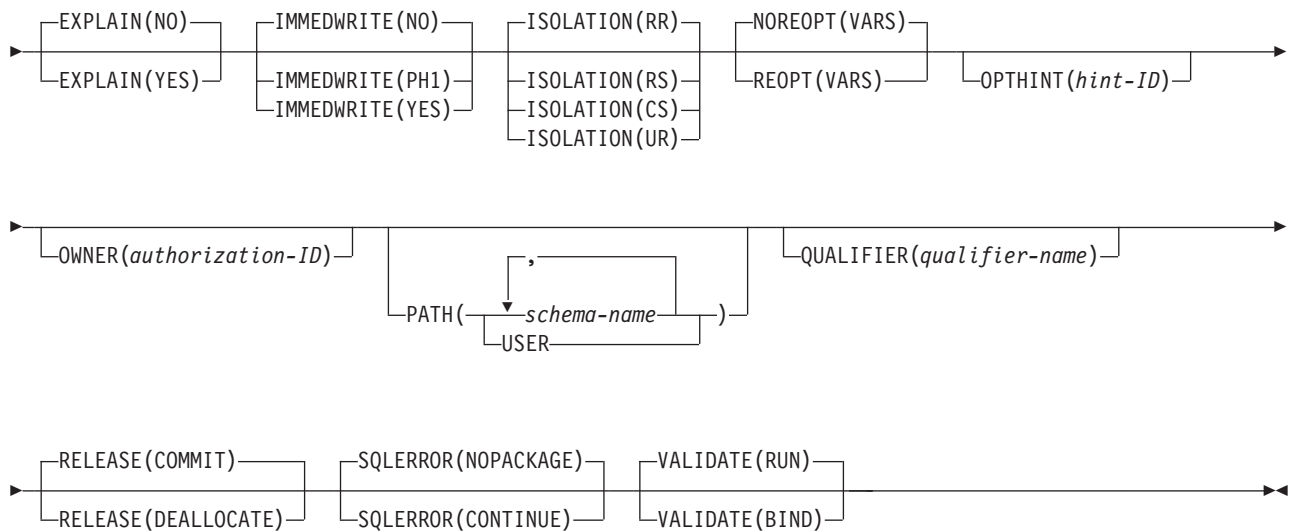 EXPLAIN(NO) IMMEDWRITE(NO) ISOLATION(RR) NOREOPT(VARS)
EXPLAIN(YES) IMMEDWRITE(PH1) ISOLATION(RS) REOPT(VARS) OPTHINT(hint-ID)
IMMEDWRITE(YES) ISOLATION(CS)
ISOLATION(UR)
OWNER(authorization-ID) QUALIFIER(qualifier-name)
,
PATH( schema-name )
USER
RELEASE(COMMIT) SQLERROR(NOPACKAGE) VALIDATE(RUN)
RELEASE(DEALLOCATE) SQLERROR(CONTINUE) VALIDATE(BIND)